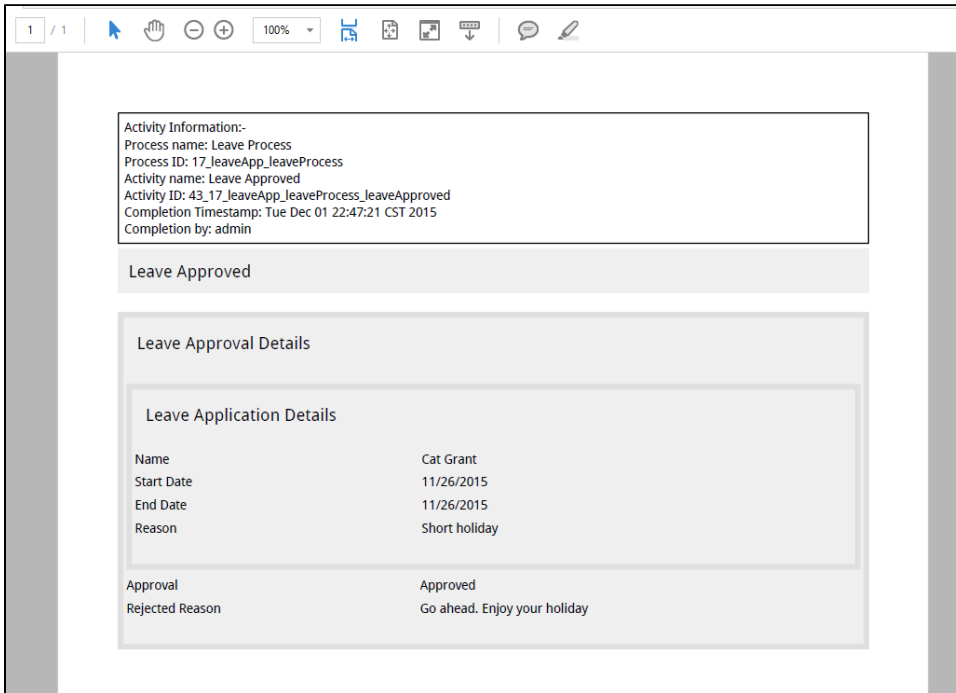 1 / 1 100%
Activity Information:-
Process name: Leave Process
Process ID: 17_leaveApp_leaveProcess
Activity name: Leave Approved
Activity ID: 43_17_leaveApp_leaveProcess_leaveApproved
Completion Timestamp: Tue Dec 01 22:47:21 CST 2015
Completion by: admin
Leave Approved
Leave Approval Details
Leave Application Details
Name Cat Grant
Start Date 11/26/2015
End Date 11/26/2015
Reason Short holiday
Approval Approved
Rejected Reason Go ahead. Enjoy your holiday